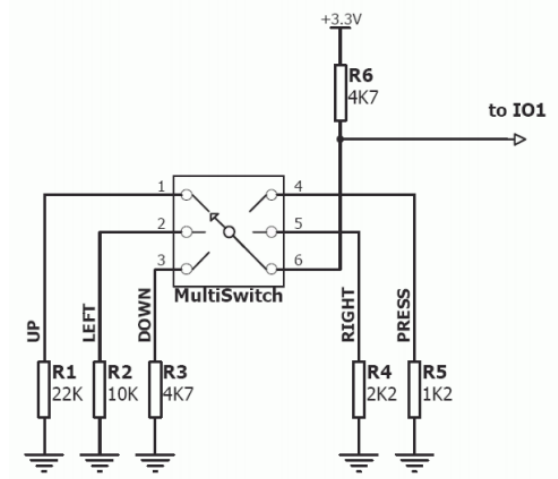 +3.3V
R6
4K7
to IO1
1
4
2
5
3
6
MultiSwitch
UP
LEFT
DOWN
RIGHT
PRESS
R1
22K
R2
10K
R3
4K7
R4
2K2
R5
1K2